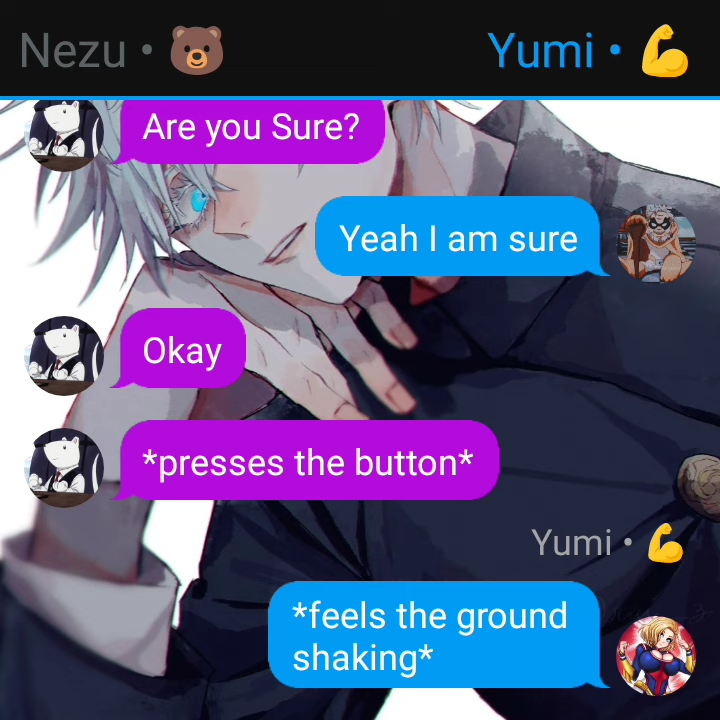 Nezu • 🐻 Yumi • 💪
Are you Sure?
Yeah I am sure
Okay
*presses the button*
Yumi • 💪
*feels the ground
shaking*